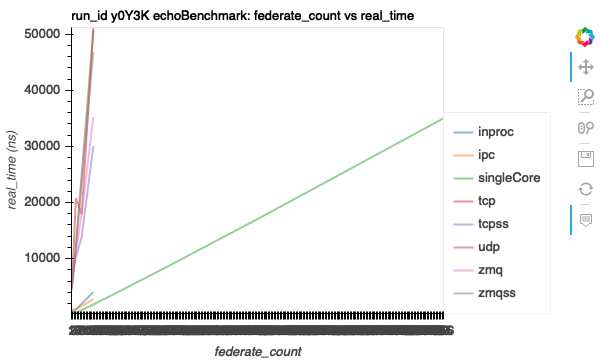 run_id y0Y3K echoBenchmark: federate_count vs real_time
50000
40000
30000
20000
10000
real_time (ns)
inproc
ipc
singleCore
tcp
tcpss
udp
zmq
zmqss
federate_count